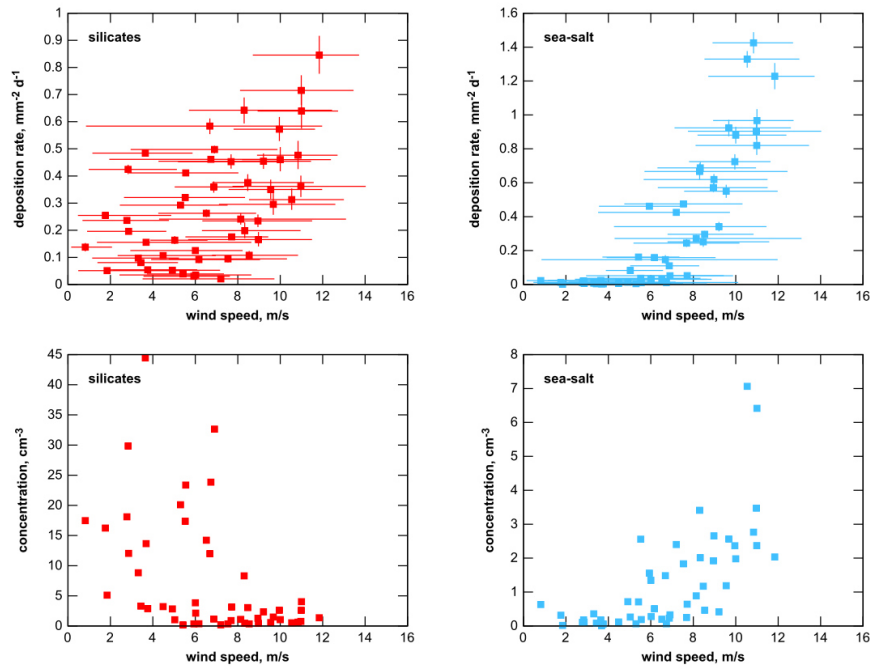 silicates
deposition rate, mm⁻² d⁻¹
1
0.9
0.8
0.7
0.6
0.5
0.4
0.3
0.2
0.1
0
0 2 4 6 8 10 12 14 16
wind speed, m/s
sea-salt
deposition rate, mm⁻² d⁻¹
1.6
1.4
1.2
1
0.8
0.6
0.4
0.2
0
0 2 4 6 8 10 12 14 16
wind speed, m/s
silicates
concentration, cm⁻³
45
40
35
30
25
20
15
10
5
0
0 2 4 6 8 10 12 14 16
wind speed, m/s
sea-salt
concentration, cm⁻³
8
7
6
5
4
3
2
1
0
0 2 4 6 8 10 12 14 16
wind speed, m/s